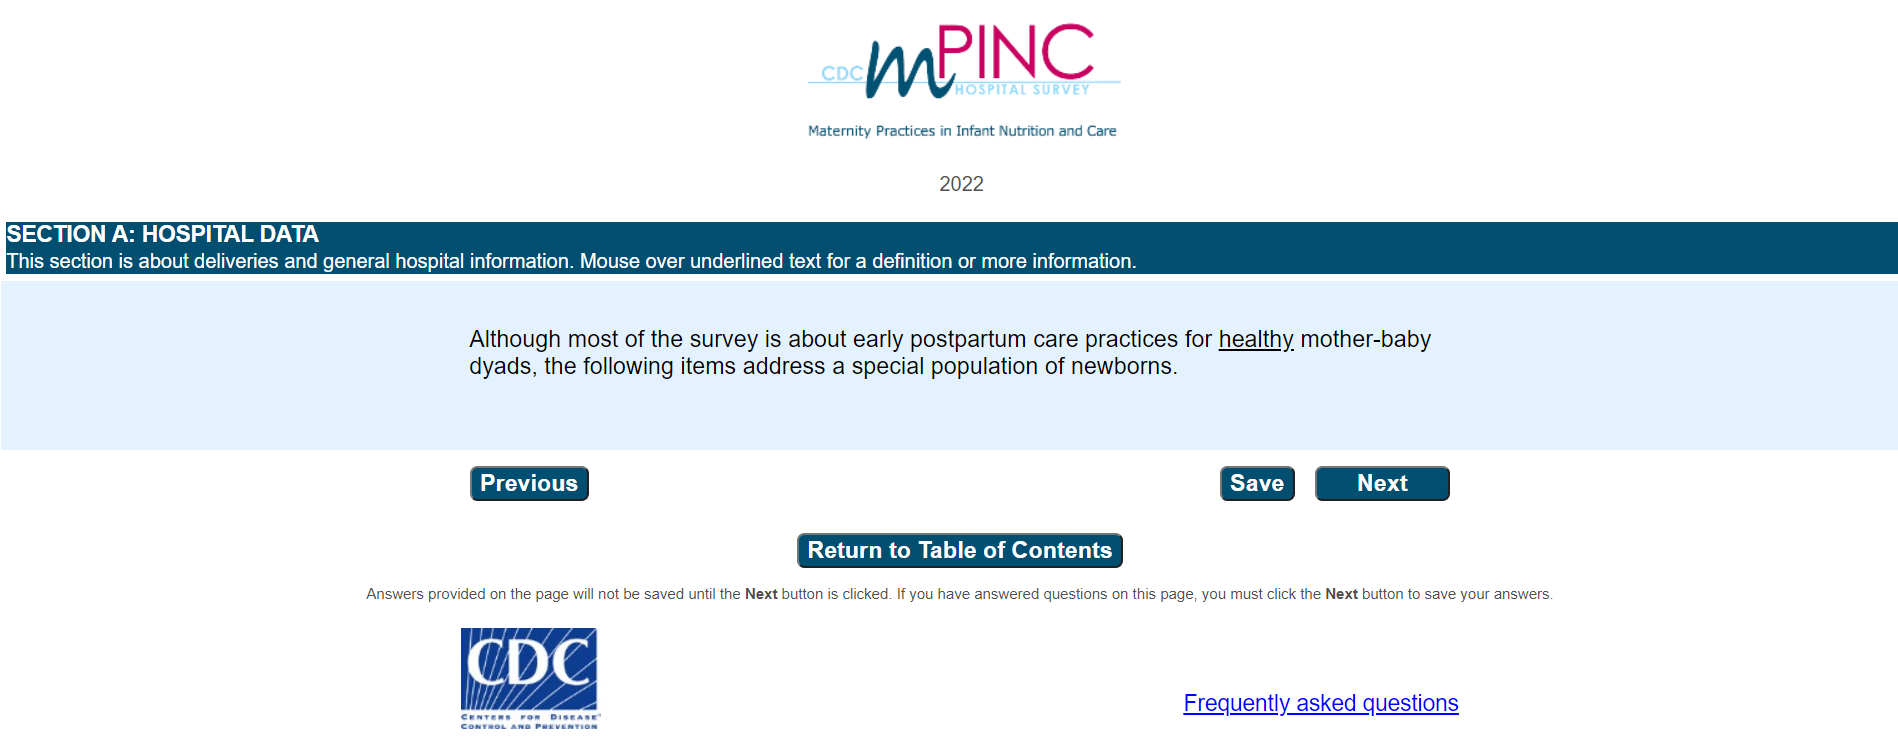 CDC mPINC
HOSPITAL SURVEY
Maternity Practices in Infant Nutrition and Care
2022
SECTION A: HOSPITAL DATA
This section is about deliveries and general hospital information. Mouse over underlined text for a definition or more information.
Although most of the survey is about early postpartum care practices for healthy mother-baby
dyads, the following items address a special population of newborns.
Previous
Save
Next
Return to Table of Contents
Answers provided on the page will not be saved until the Next button is clicked. If you have answered questions on this page, you must click the Next button to save your answers.
CDC
CENTERS FOR DISEASE
CONTROL AND PREVENTION
Frequently asked questions